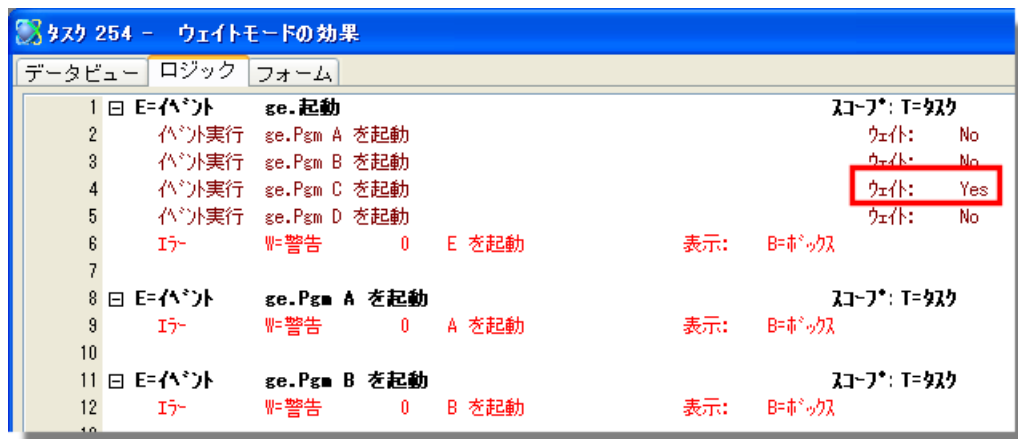 タスク 254 - ウェイトモードの効果
データビュー ロジック フォーム
1 E=イベント ge.起動 スコープ: T=タスク
2 イベント実行 ge.Pgm A を起動 ウェイト: No
3 イベント実行 ge.Pgm B を起動 ウェイト: No
4 イベント実行 ge.Pgm C を起動 ウェイト: Yes
5 イベント実行 ge.Pgm D を起動 ウェイト: No
6 エラー W=警告 0 E を起動 表示: B=ボックス
7
8 E=イベント ge.Pgm A を起動 スコープ: T=タスク
9 エラー W=警告 0 A を起動 表示: B=ボックス
10
11 E=イベント ge.Pgm B を起動 スコープ: T=タスク
12 エラー W=警告 0 B を起動 表示: B=ボックス